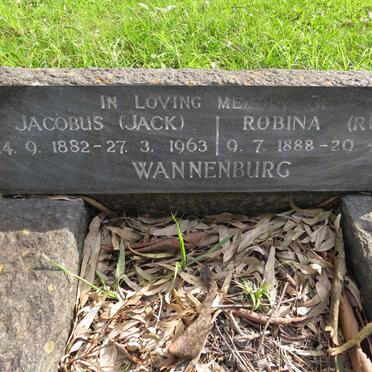 IN LOVING MEMORY OF
JACOBUS (JACK) ROBINA (R
4. 9. 1882 - 27. 3. 1963 9. 7. 1888 - 20.
WANNENBURG